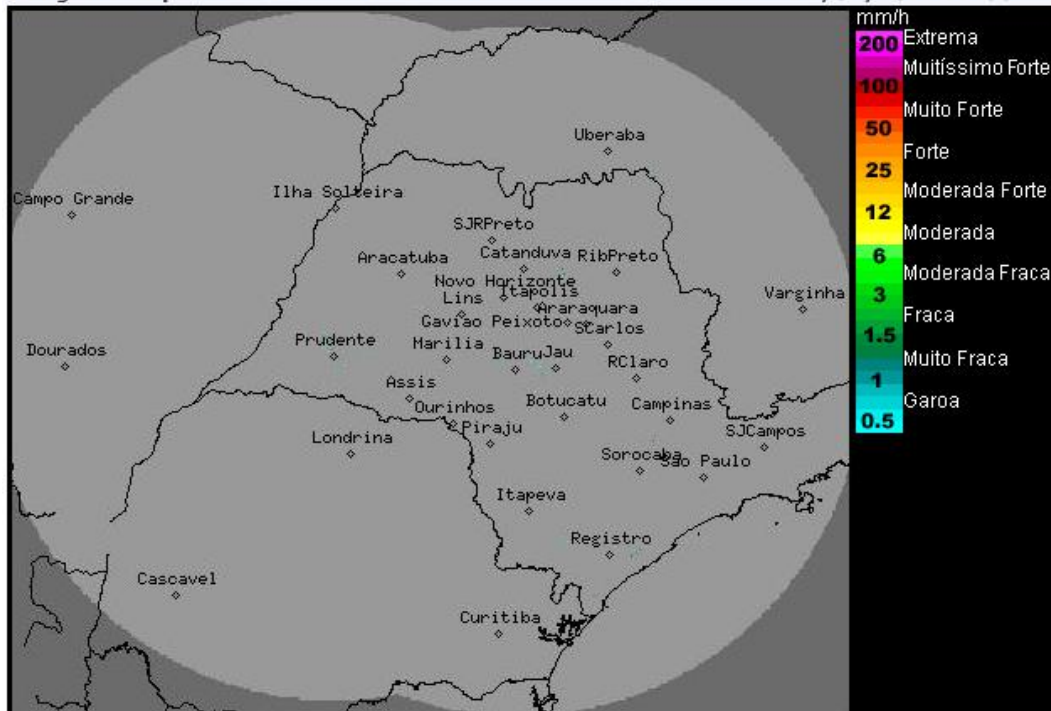 mm/h
200 Extrema
Muitíssimo Forte
100
Muito Forte
50
Forte
25
Moderada Forte
12
Moderada
6
Moderada Fraca
3
Fraca
1.5
Muito Fraca
1
Garoa
0.5
Uberaba
Campo Grande
Ilha Solteira
SJRPreto
Catanduva
RibPreto
Aracatuba
Novo Horizonte
Itapolis
Varginha
Lins
Araraquara
Gaviao Peixoto
SCarlos
Dourados
Prudente
Marilia
Bauru
Jau
RClaro
Assis
Botucatu
Campinas
Ourinhos
Piraju
Londrina
SJCampos
Sorocaba
Sao Paulo
Itapeva
Registro
Cascavel
Curitiba